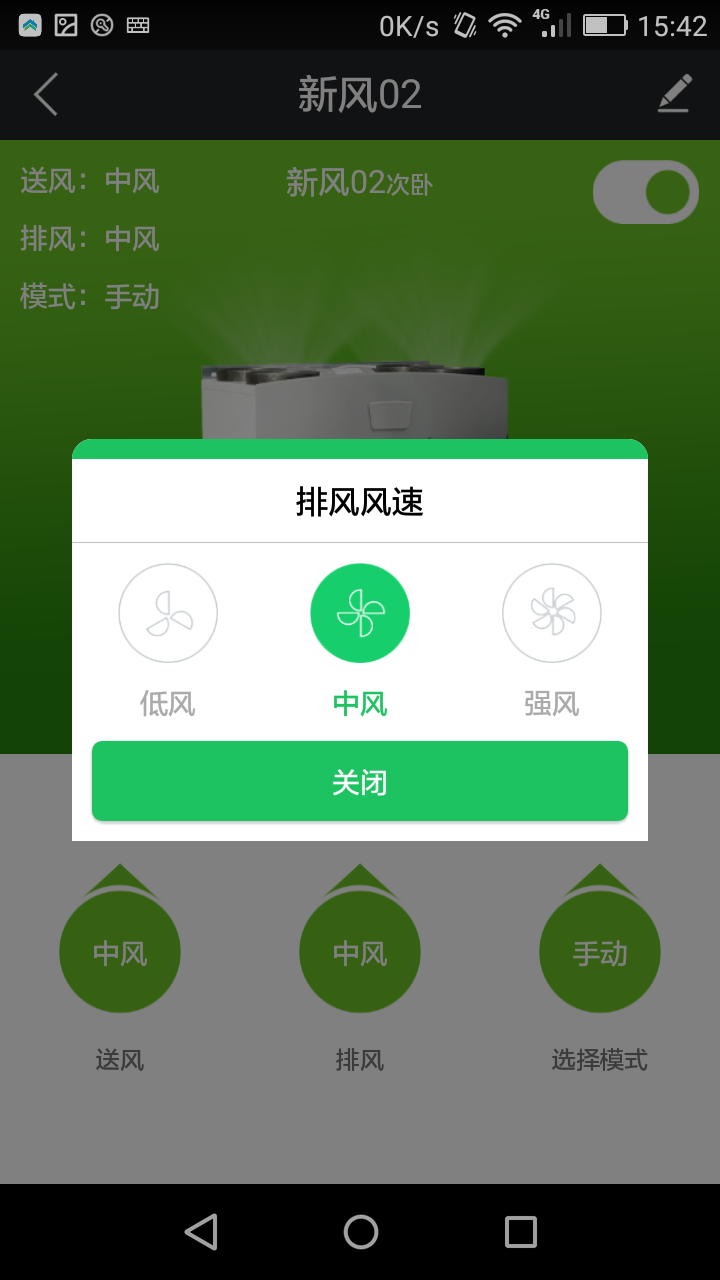 0K/s 4G 15:42
新风02
送风：中风
新风02次卧
排风：中风
模式：手动
排风风速
低风 中风 强风
关闭
中风 中风 手动
送风 排风 选择模式